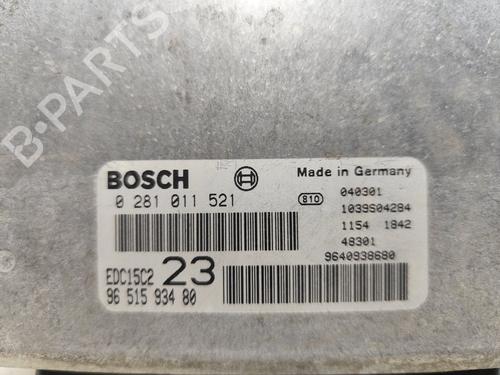 B-PARTS
BOSCH
Made in Germany
0 281 011 521
810
040301
1039S04284
1154 1842
48301
9640938680
EDC15C2 23
96 515 934 80